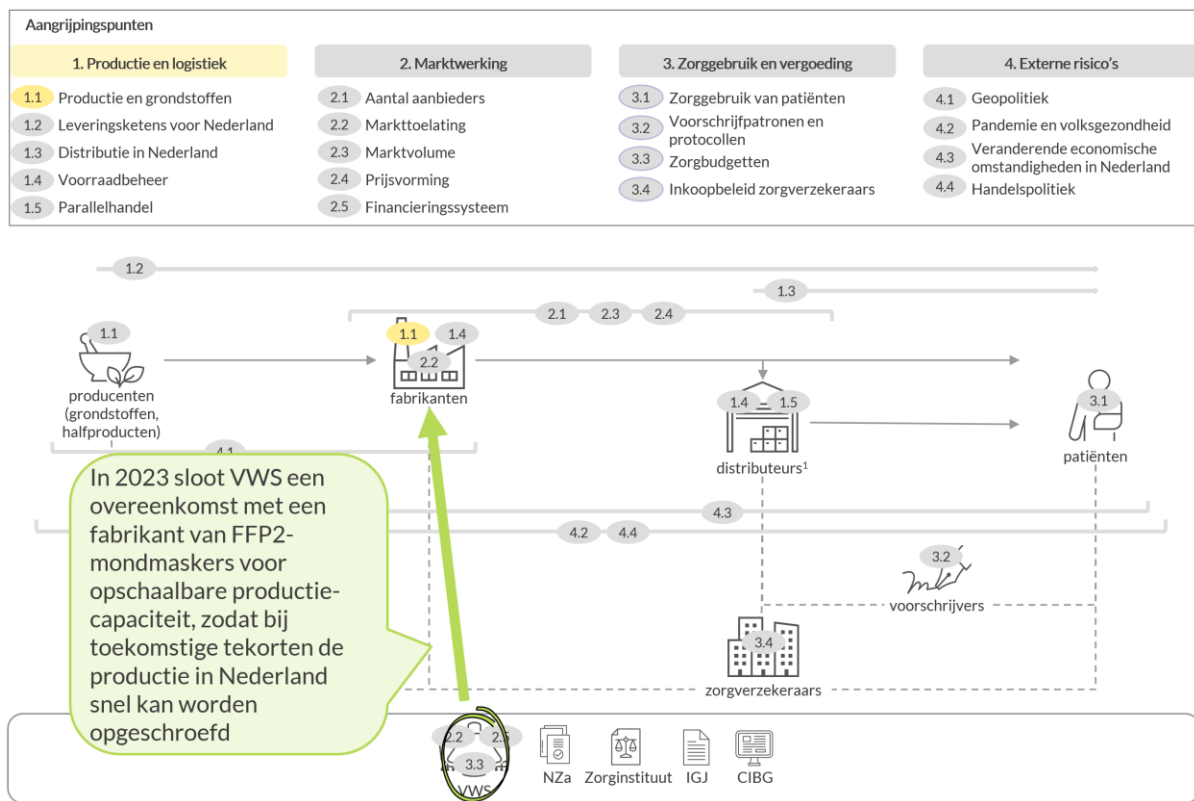 Aangrijpingspunten
1. Productie en logistiek
1.1 Productie en grondstoffen
1.2 Leveringsketens voor Nederland
1.3 Distributie in Nederland
1.4 Voorraadbeheer
1.5 Parallelhandel
2. Marktwerking
2.1 Aantal aanbieders
2.2 Markttoelating
2.3 Marktvolume
2.4 Prijsvorming
2.5 Financieringssysteem
3. Zorggebruik en vergoeding
3.1 Zorggebruik van patiënten
3.2 Voorschrijfpatronen en
protocollen
3.3 Zorgbudgetten
3.4 Inkoopbeleid zorgverzekeraars
4. Externe risico's
4.1 Geopolitiek
4.2 Pandemie en volksgezondheid
4.3 Veranderende economische
omstandigheden in Nederland
4.4 Handelspolitiek
1.2
1.3
2.1 2.3 2.4
1.1
producenten
(grondstoffen,
halfproducten)
1.1 1.4
2.2
fabrikanten
1.4 1.5
distributeurs¹
3.1
patiënten
4.1
In 2023 sloot VWS een
overeenkomst met een
fabrikant van FFP2-
mondmaskers voor
opschaalbare productie-
capaciteit, zodat bij
toekomstige tekorten de
productie in Nederland
snel kan worden
opgeschroefd
4.3
4.2 4.4
3.2
voorschrijvers
3.4
zorgverzekeraars
2.2 2.5
3.3
VWS
NZa
Zorginstituut
IGJ
CIBG